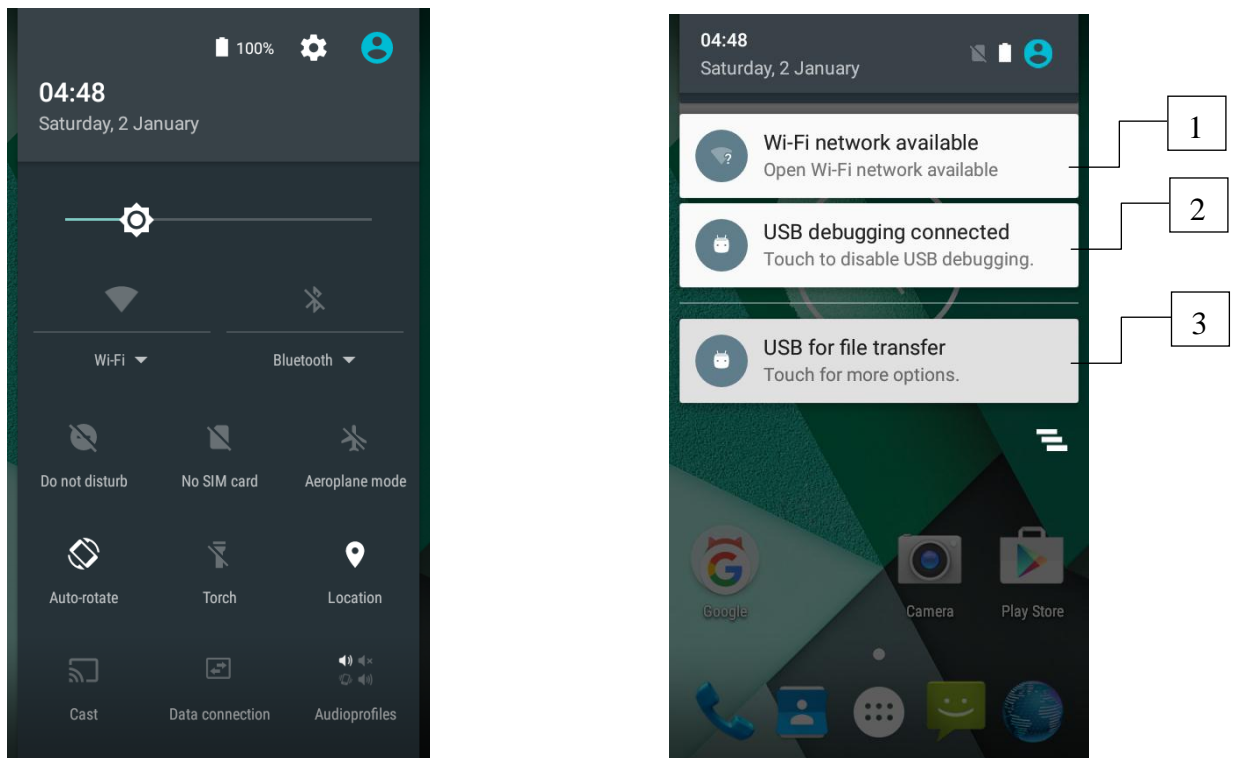 100%
04:48
Saturday, 2 January
Wi-Fi
Bluetooth
Do not disturb
No SIM card
Aeroplane mode
Auto-rotate
Torch
Location
Cast
Data connection
Audioprofiles
04:48
Saturday, 2 January
Wi-Fi network available
Open Wi-Fi network available
1
USB debugging connected
Touch to disable USB debugging.
2
USB for file transfer
Touch for more options.
3
Google
Camera
Play Store